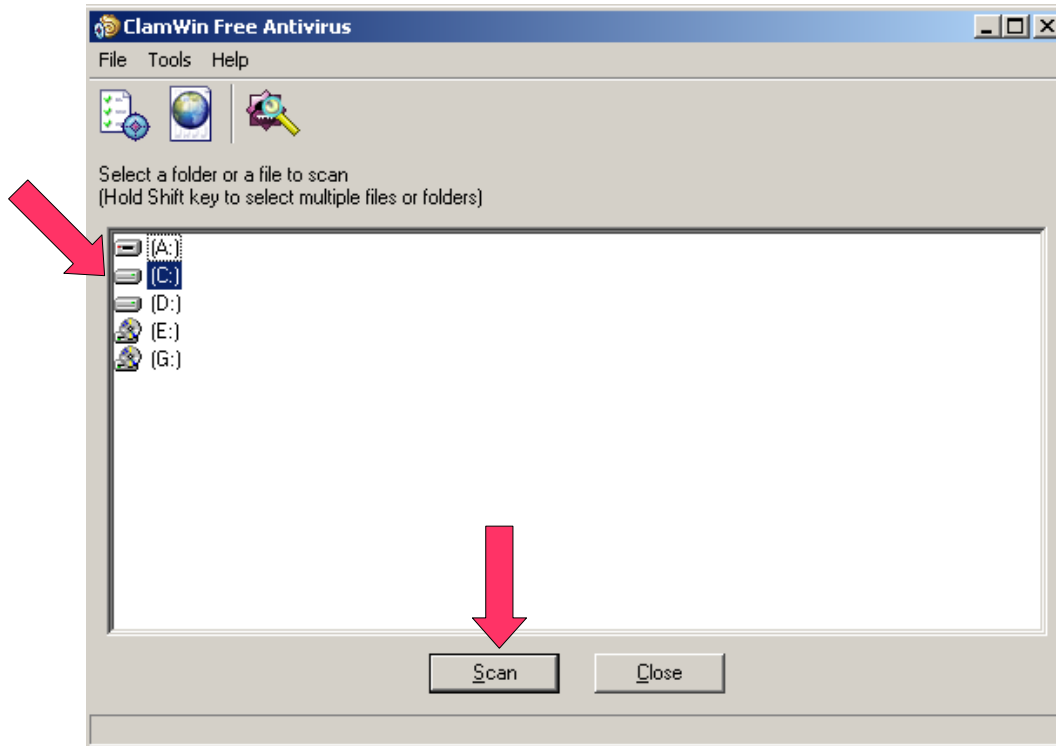 ClamWin Free Antivirus
File Tools Help
Select a folder or a file to scan
(Hold Shift key to select multiple files or folders)
(A:)
(C:)
(D:)
(E:)
(G:)
Scan Close